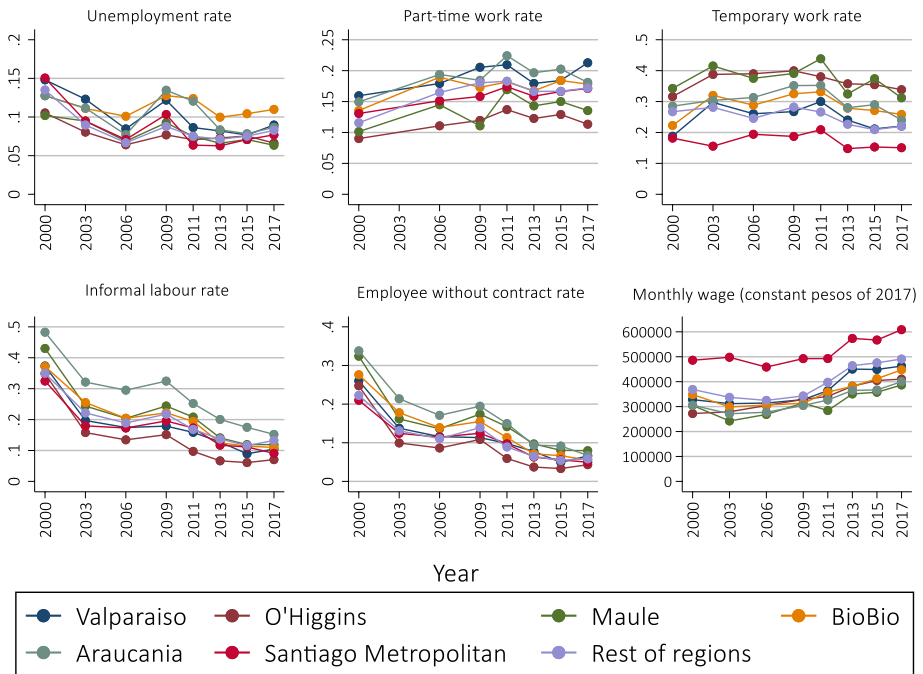 Unemployment rate
Part-time work rate
Temporary work rate
.2
.15
.1
.05
0
2000 2003 2006 2009 2011 2013 2015 2017
.25
.2
.15
.1
.05
0
2000 2003 2006 2009 2011 2013 2015 2017
.5
.4
.3
.2
.1
0
2000 2003 2006 2009 2011 2013 2015 2017
Informal labour rate
Employee without contract rate
Monthly wage (constant pesos of 2017)
.5
.4
.3
.2
.1
0
2000 2003 2006 2009 2011 2013 2015 2017
.4
.3
.2
.1
0
2000 2003 2006 2009 2011 2013 2015 2017
600000
500000
400000
300000
200000
100000
0
2000 2003 2006 2009 2011 2013 2015 2017
Year
Valparaiso O'Higgins Maule BioBio
Araucania Santiago Metropolitan Rest of regions